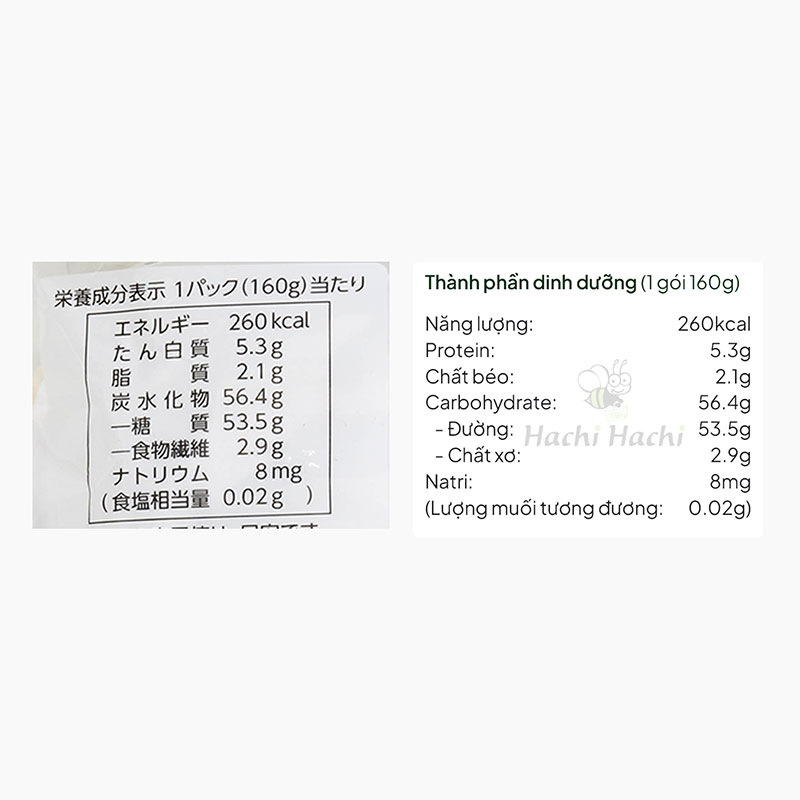 栄養成分表示 1パック(160g)当たり
エネルギー 260kcal
たん白質 5.3g
脂 質 2.1g
炭水化物 56.4g
―糖 質 53.5g
―食物繊維 2.9g
ナトリウム 8mg
(食塩相当量 0.02g )
Thành phần dinh dưỡng (1 gói 160g)
Năng lượng: 260kcal
Protein: 5.3g
Chất béo: 2.1g
Carbohydrate: 56.4g
- Đường: 53.5g
- Chất xơ: 2.9g
Natri: 8mg
(Lượng muối tương đương: 0.02g)
Hachi Hachi